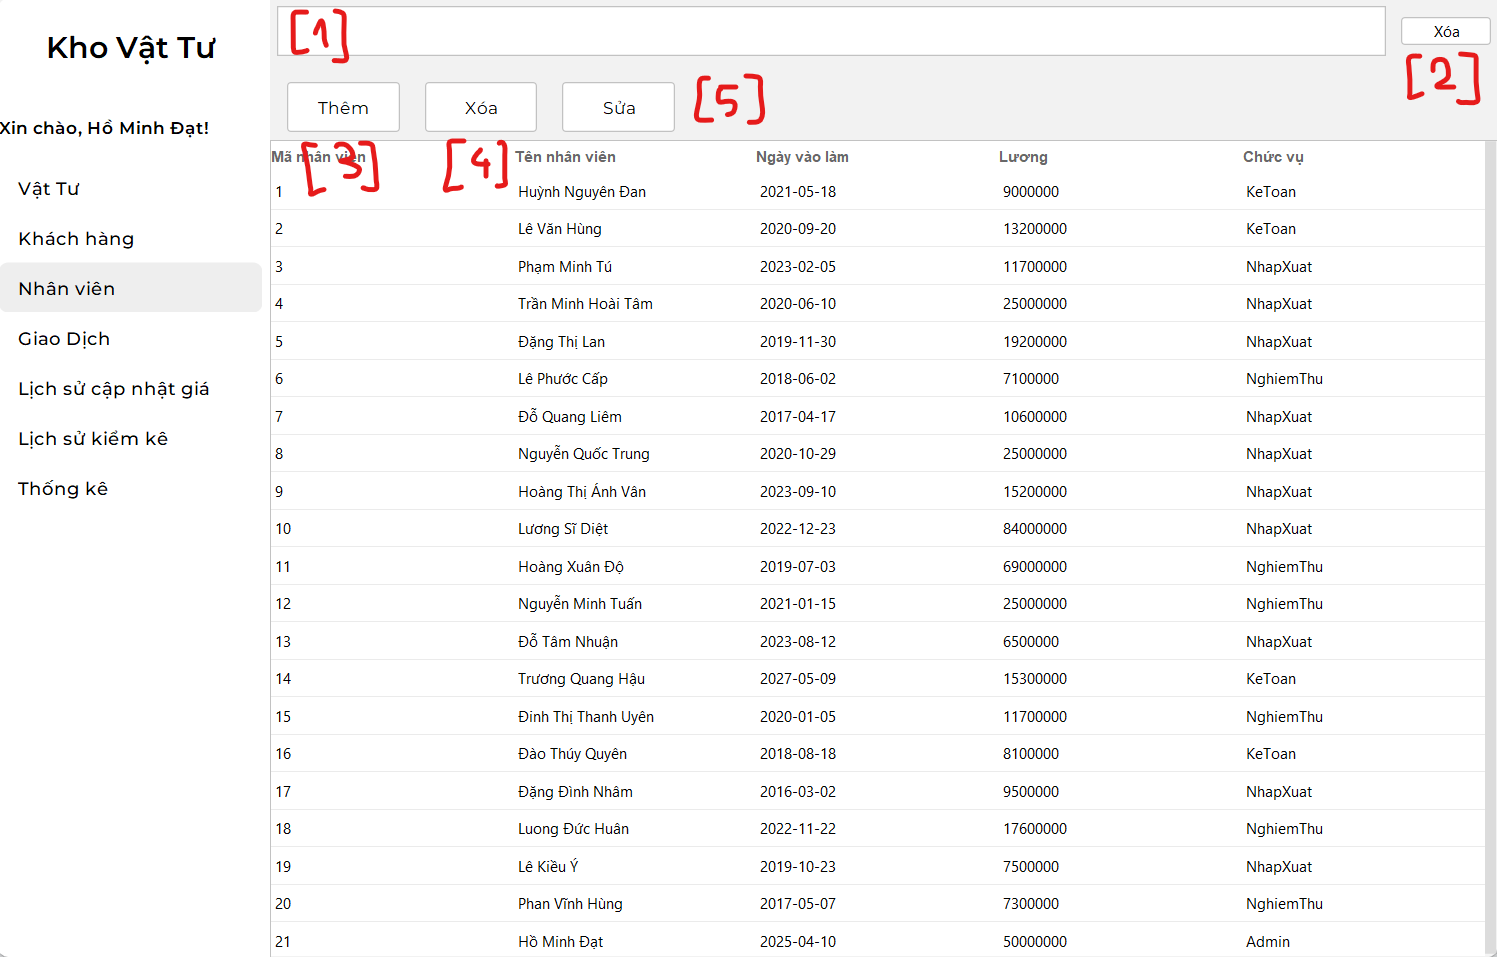 Kho Vật Tư
Xin chào, Hồ Minh Đạt!
Vật Tư
Khách hàng
Nhân viên
Giao Dịch
Lịch sử cập nhật giá
Lịch sử kiểm kê
Thống kê
[1]
Xóa
[2]
Thêm Xóa Sửa [5]
[3] [4]
Mã nhân viên Tên nhân viên Ngày vào làm Lương Chức vụ
1 Huỳnh Nguyên Đan 2021-05-18 9000000 KeToan
2 Lê Văn Hùng 2020-09-20 13200000 KeToan
3 Phạm Minh Tú 2023-02-05 11700000 NhapXuat
4 Trần Minh Hoài Tâm 2020-06-10 25000000 NhapXuat
5 Đặng Thị Lan 2019-11-30 19200000 NhapXuat
6 Lê Phước Cấp 2018-06-02 7100000 NghiemThu
7 Đỗ Quang Liêm 2017-04-17 10600000 NhapXuat
8 Nguyễn Quốc Trung 2020-10-29 25000000 NhapXuat
9 Hoàng Thị Ánh Vân 2023-09-10 15200000 NhapXuat
10 Lương Sĩ Diệt 2022-12-23 84000000 NhapXuat
11 Hoàng Xuân Độ 2019-07-03 69000000 NghiemThu
12 Nguyễn Minh Tuấn 2021-01-15 25000000 NghiemThu
13 Đỗ Tâm Nhuận 2023-08-12 6500000 NhapXuat
14 Trương Quang Hậu 2027-05-09 15300000 KeToan
15 Đinh Thị Thanh Uyên 2020-01-05 11700000 NghiemThu
16 Đào Thúy Quyên 2018-08-18 8100000 KeToan
17 Đặng Đình Nhâm 2016-03-02 9500000 NhapXuat
18 Luong Đức Huân 2022-11-22 17600000 NghiemThu
19 Lê Kiều Ý 2019-10-23 7500000 NhapXuat
20 Phan Vĩnh Hùng 2017-05-07 7300000 NghiemThu
21 Hồ Minh Đạt 2025-04-10 50000000 Admin